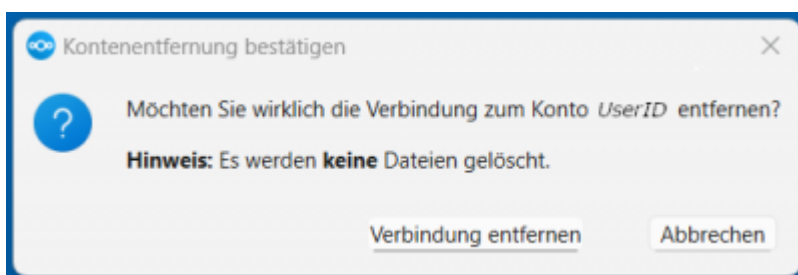 Kontenentfernung bestätigen
Möchten Sie wirklich die Verbindung zum Konto UserID entfernen?
Hinweis: Es werden keine Dateien gelöscht.
Verbindung entfernen Abbrechen